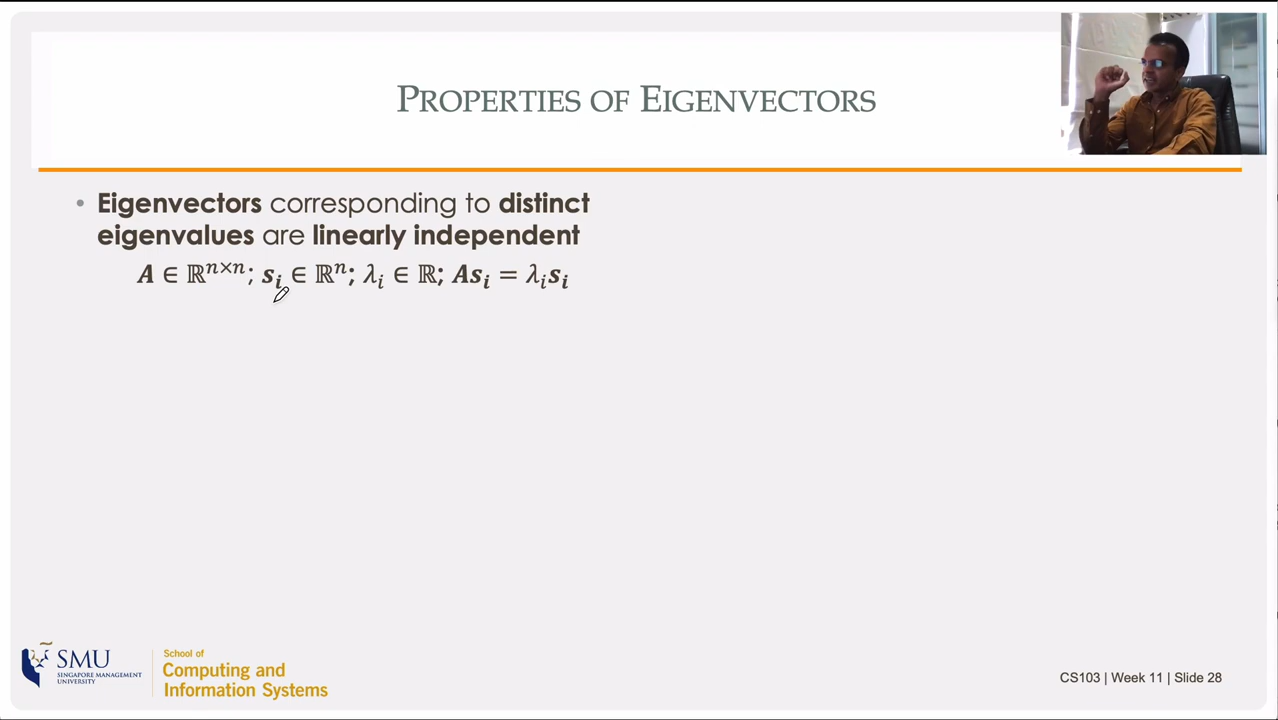 PROPERTIES OF EIGENVECTORS
• Eigenvectors corresponding to distinct
eigenvalues are linearly independent
A ∈ ℝⁿˣⁿ; sᵢ ∈ ℝⁿ; λᵢ ∈ ℝ; Asᵢ = λᵢsᵢ
SMU
SINGAPORE MANAGEMENT
UNIVERSITY
School of
Computing and
Information Systems
CS103 | Week 11 | Slide 28